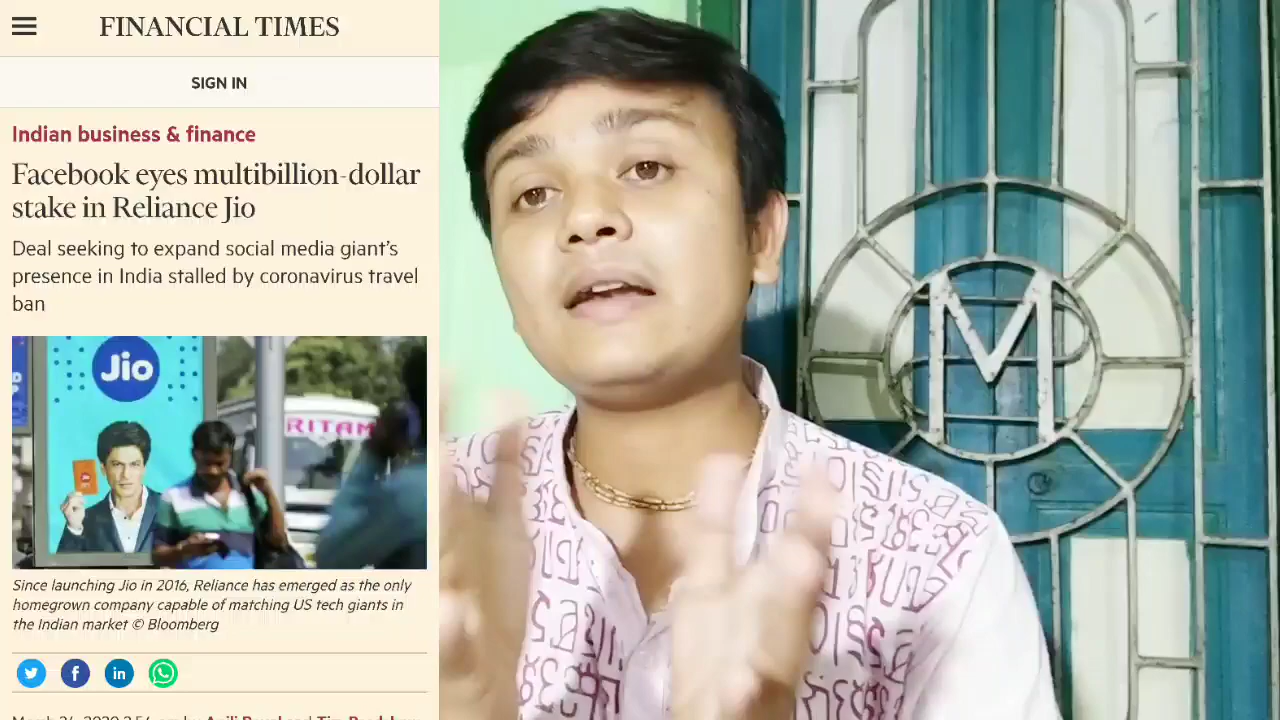 FINANCIAL TIMES
SIGN IN
Indian business & finance
Facebook eyes multibillion-dollar
stake in Reliance Jio
Deal seeking to expand social media giant's
presence in India stalled by coronavirus travel
ban
Jio
RITAM
Since launching Jio in 2016, Reliance has emerged as the only
homegrown company capable of matching US tech giants in
the Indian market © Bloomberg
M